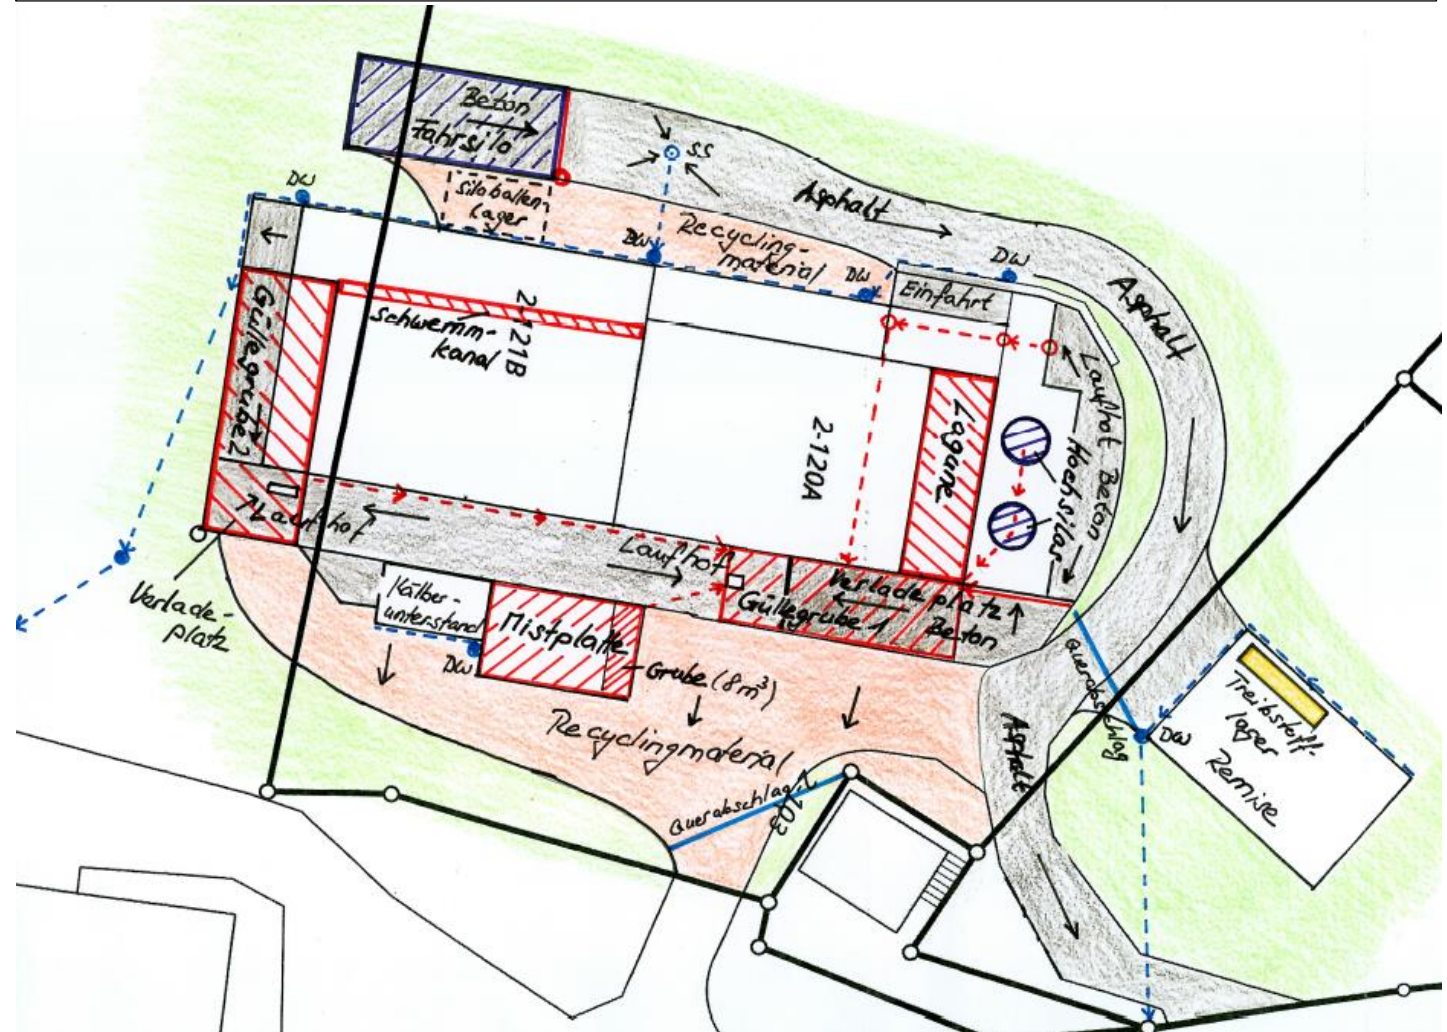 Beton
Fahrsilo
SS
Asphalt
DW
Siloballen-
lager
Recycling-
material
DW
DW
DW
Einfahrt
Asphalt
Güllegrube 2
Schwemm-
kanal
2-121B
2-120A
Lagune
Hochsilos
Laufhof Beton
Laufhof
Laufhof
Verladeplatz
Güllegrube 1
Beton
Verlade-
platz
Kälber-
unterstand
DW
Mistplatte
Grube (8m³)
Recyclingmaterial
Querabschlag
Asphalt
Querabschlag
DW
Treibstoff-
lager
Remise